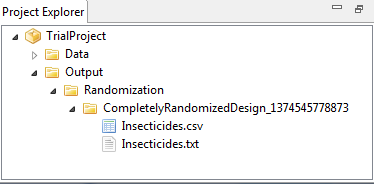 Project Explorer
TrialProject
Data
Output
Randomization
CompletelyRandomizedDesign_1374545778873
Insecticides.csv
Insecticides.txt